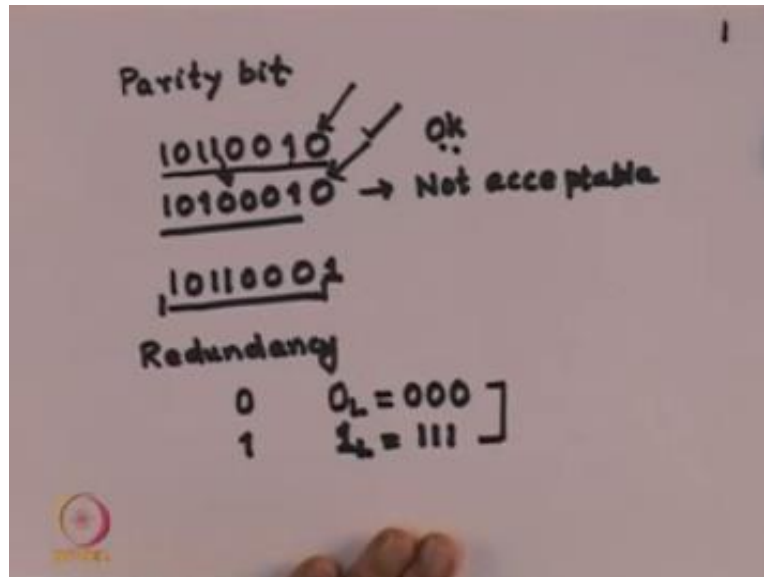 1
Parity bit
10110010 Ok
10100010 → Not acceptable
10110001
Redundancy
0 0L = 000
1 1L = 111